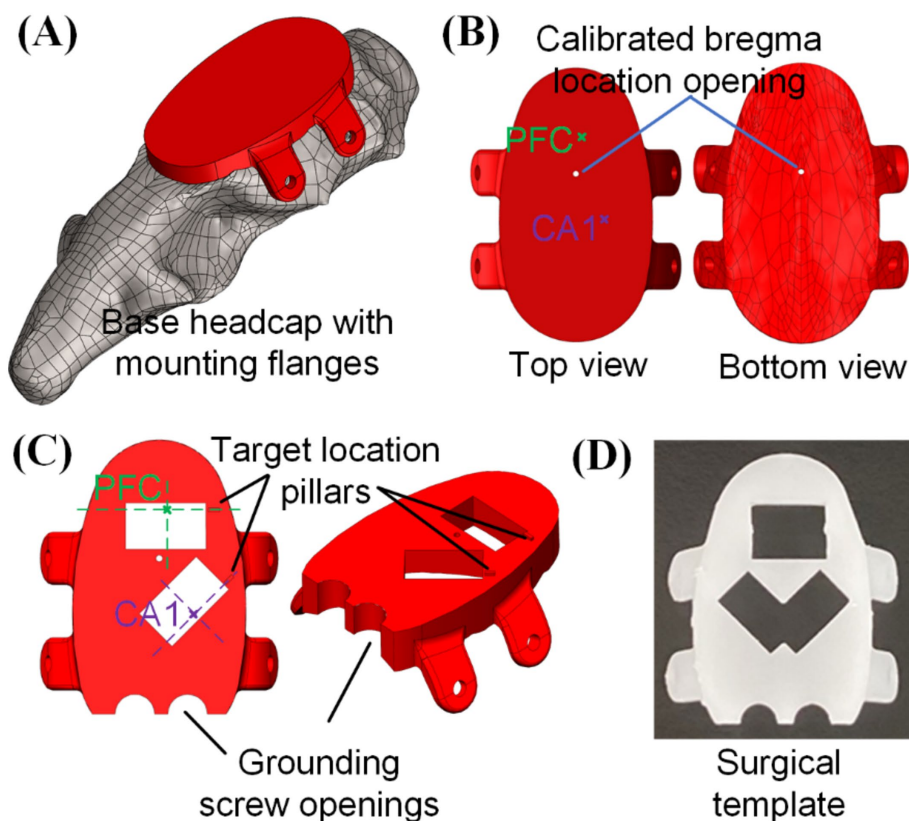 (A)
Base headcap with
mounting flanges
(B)
Calibrated bregma
location opening
PFC
CA1
Top view
Bottom view
(C)
Target location
pillars
PFC
CA1
Grounding
screw openings
(D)
Surgical
template